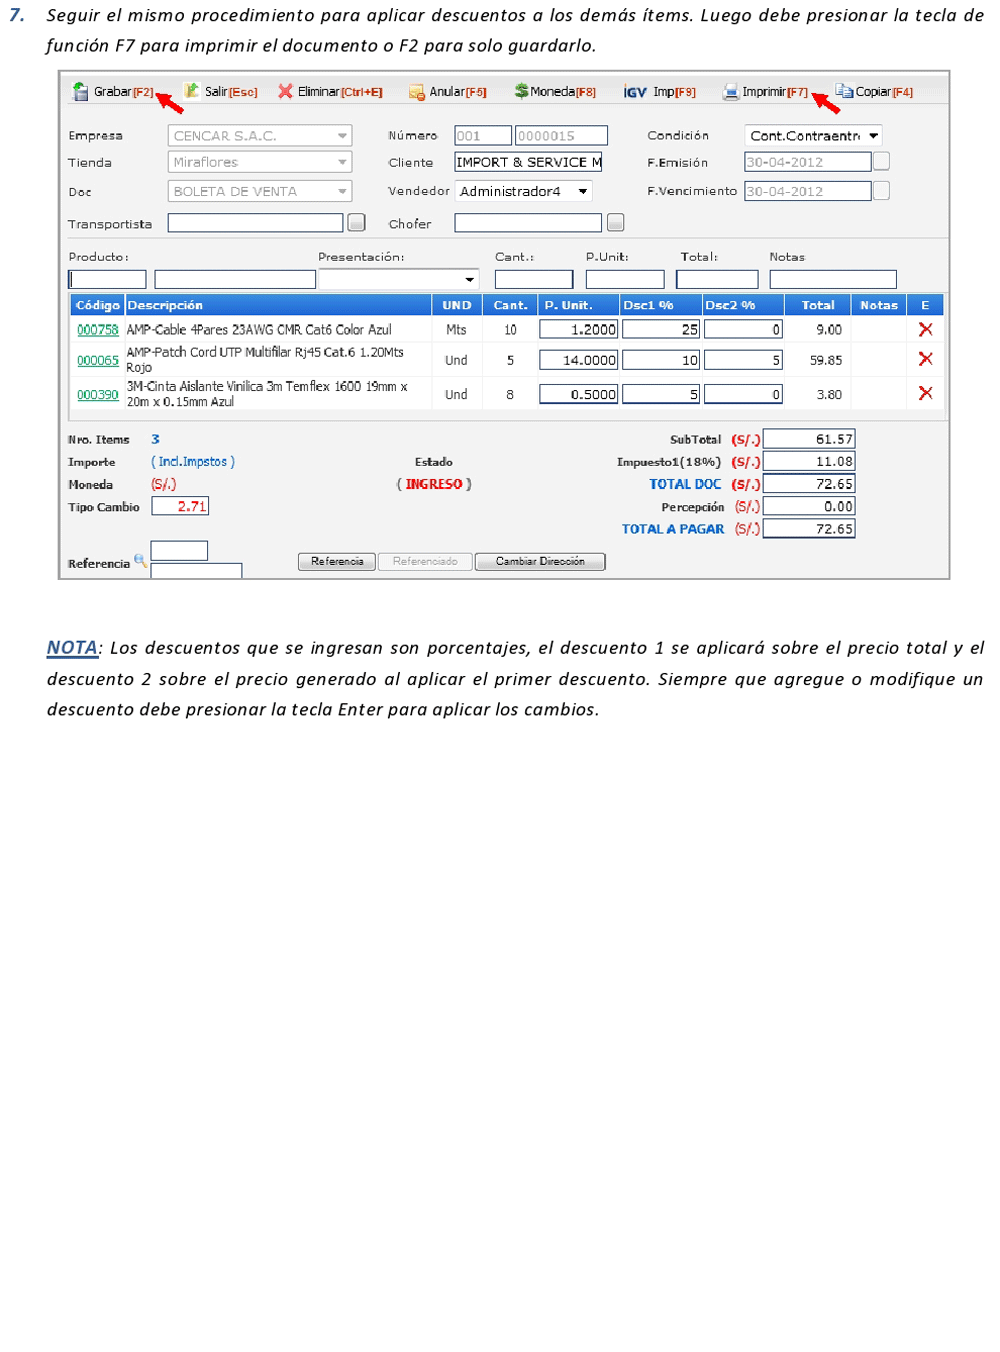 7. Seguir el mismo procedimiento para aplicar descuentos a los demás ítems. Luego debe presionar la tecla de
función F7 para imprimir el documento o F2 para solo guardarlo.
Grabar[F2] Salir[Esc] Eliminar[Ctrl+E] Anular[F5] $Moneda[F8] IGV Imp[F9] Imprimir[F7] Copiar[F4]
Empresa CENCAR S.A.C. Número 001 0000015 Condición Cont.Contraentr
Tienda Miraflores Cliente IMPORT & SERVICE M F.Emisión 30-04-2012
Doc BOLETA DE VENTA Vendedor Administrador4 F.Vencimiento 30-04-2012
Transportista Chofer
Producto: Presentación: Cant.: P.Unit: Total: Notas
Código Descripción UND Cant. P. Unit. Dsc1 % Dsc2 % Total Notas E
000758 AMP-Cable 4Pares 23AWG CMR Cat6 Color Azul Mts 10 1.2000 25 0 9.00
000065 AMP-Patch Cord UTP Multifilar Rj45 Cat.6 1.20Mts Und 5 14.0000 10 5 59.85
Rojo
000390 3M-Cinta Aislante Vinilica 3m Temflex 1600 19mm x Und 8 0.5000 5 0 3.80
20m x 0.15mm Azul
Nro. Items 3 SubTotal (S/.) 61.57
Importe ( Incl.Impstos ) Estado Impuesto1(18%) (S/.) 11.08
Moneda (S/.) ( INGRESO ) TOTAL DOC (S/.) 72.65
Tipo Cambio 2.71 Percepción (S/.) 0.00
TOTAL A PAGAR (S/.) 72.65
Referencia Referencia Referenciado Cambiar Dirección
NOTA: Los descuentos que se ingresan son porcentajes, el descuento 1 se aplicará sobre el precio total y el
descuento 2 sobre el precio generado al aplicar el primer descuento. Siempre que agregue o modifique un
descuento debe presionar la tecla Enter para aplicar los cambios.